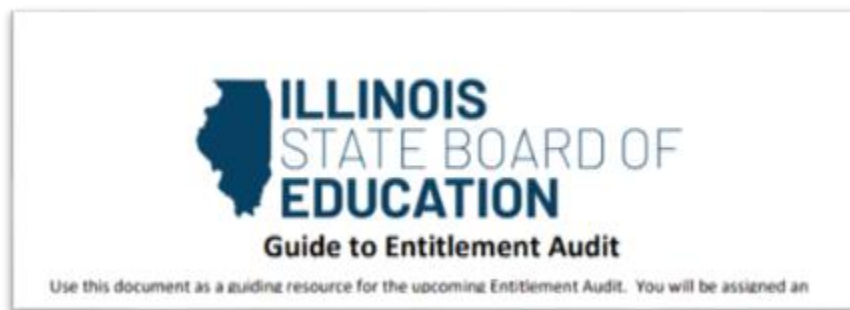 ILLINOIS
STATE BOARD OF
EDUCATION
Guide to Entitlement Audit
Use this document as a guiding resource for the upcoming Entitlement Audit. You will be assigned an